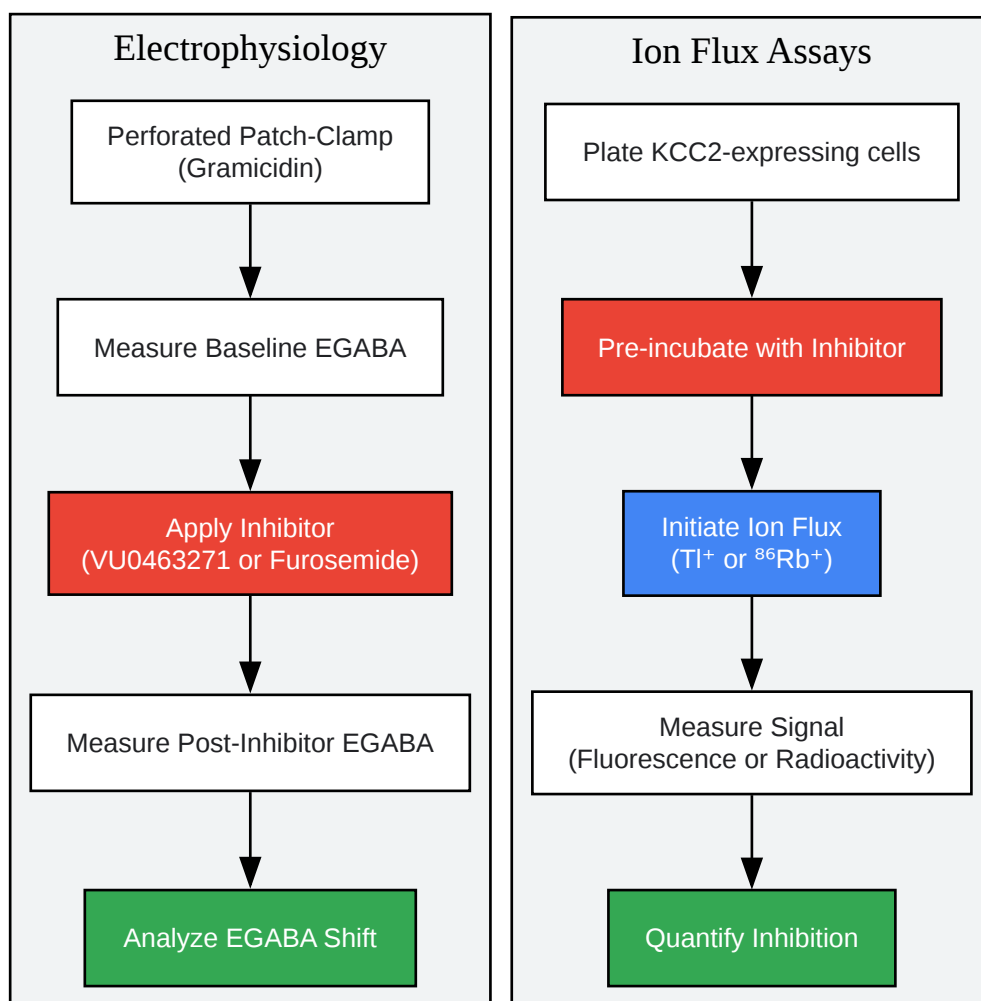 Electrophysiology
Perforated Patch-Clamp
(Gramicidin)
Measure Baseline EGABA
Apply Inhibitor
(VU0463271 or Furosemide)
Measure Post-Inhibitor EGABA
Analyze EGABA Shift
Ion Flux Assays
Plate KCC2-expressing cells
Pre-incubate with Inhibitor
Initiate Ion Flux
(Tl⁺ or ⁸⁶Rb⁺)
Measure Signal
(Fluorescence or Radioactivity)
Quantify Inhibition